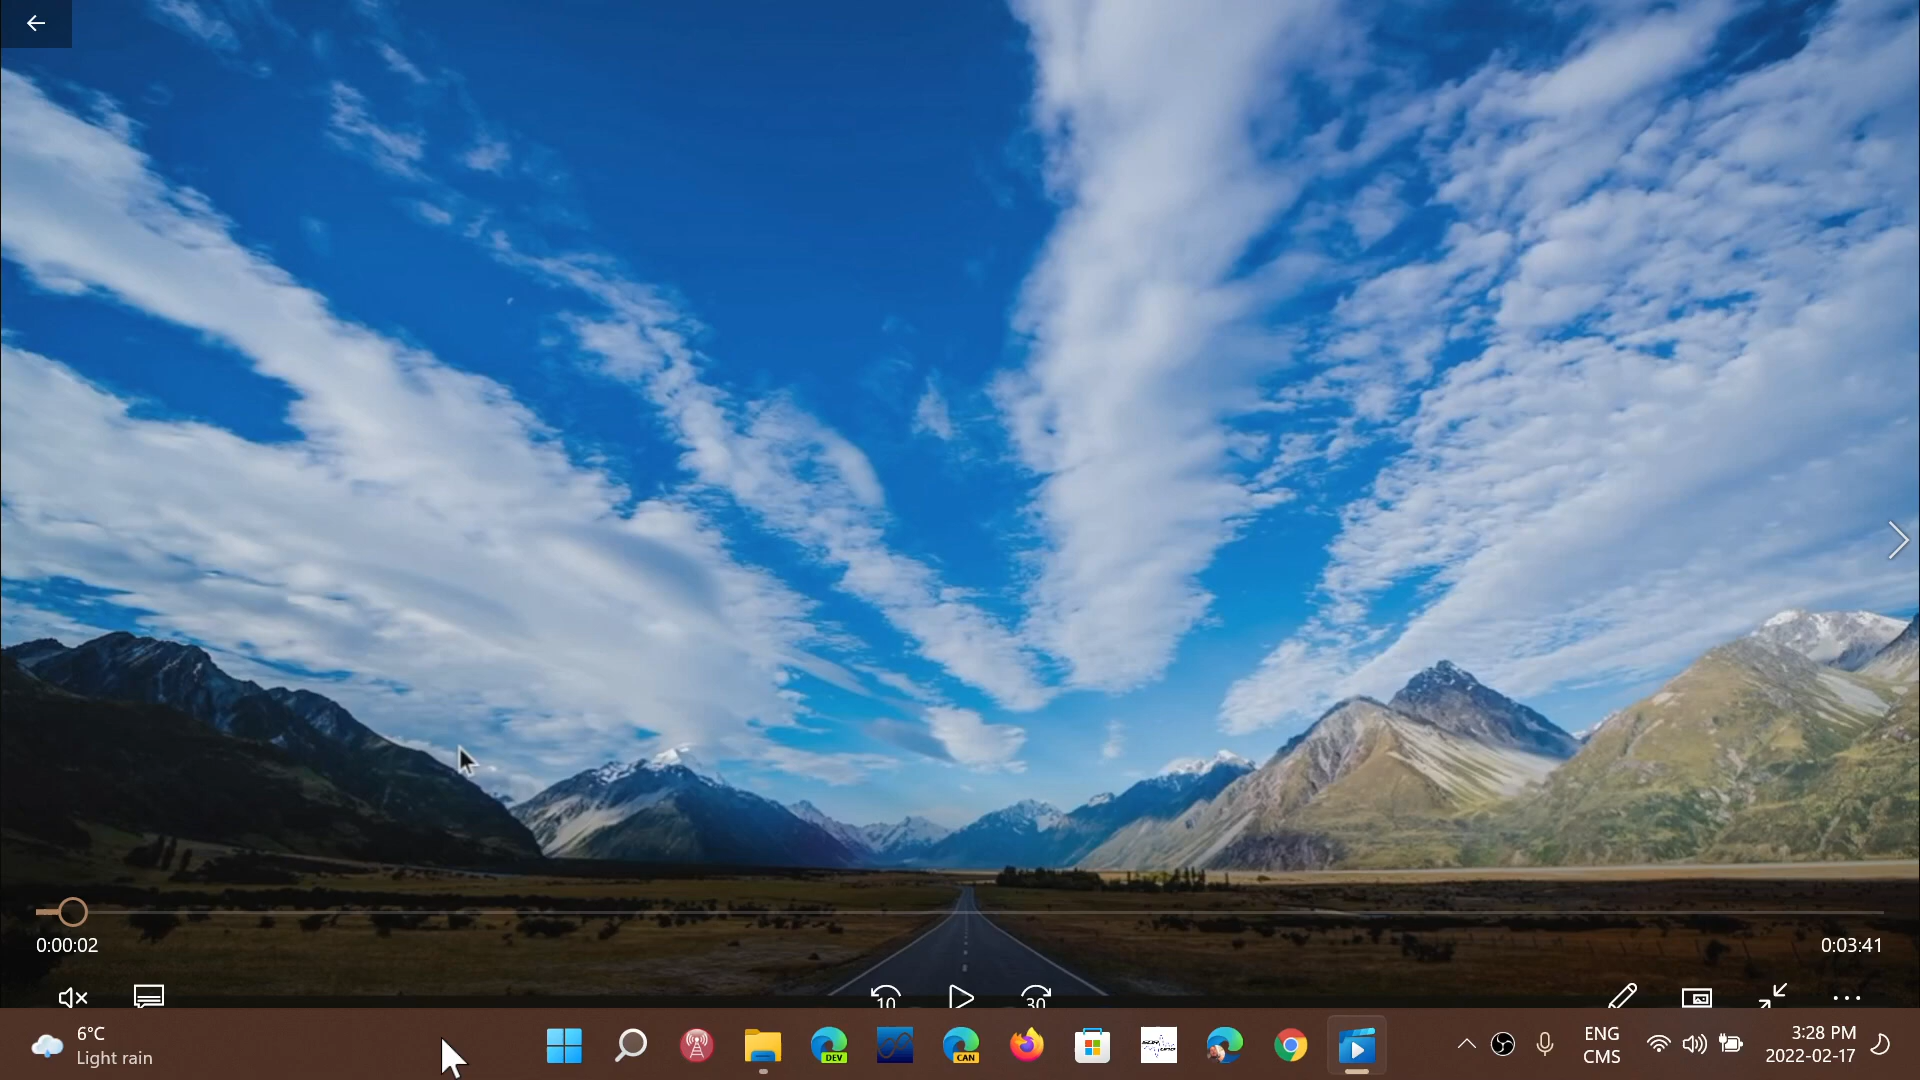 0:00:02
0:03:41
10
30
6°C
Light rain
DEV
CAN
ENG
CMS
3:28 PM
2022-02-17